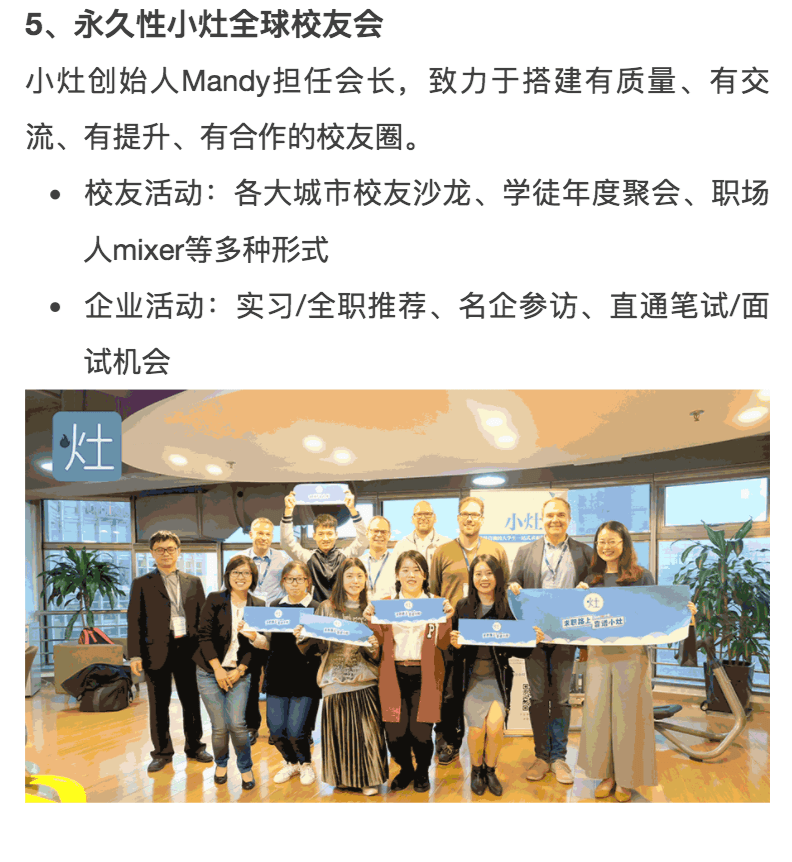 5、永久性小灶全球校友会
小灶创始人Mandy担任会长，致力于搭建有质量、有交
流、有提升、有合作的校友圈。
校友活动：各大城市校友沙龙、学徒年度聚会、职场
人mixer等多种形式
企业活动：实习/全职推荐、名企参访、直通笔试/面
试机会
灶
小灶
灶
求职路上 直通小灶